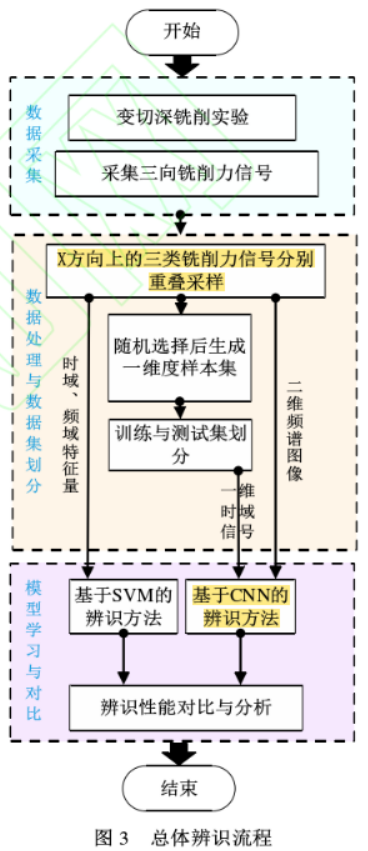 开始
数据采集
变切深铣削实验
采集三向铣削力信号
数据处理与数据集划分
X方向上的三类铣削力信号分别
重叠采样
时域、频域特征量
随机选择后生成
一维度样本集
二维频谱图像
训练与测试集划
分
一维
时域
信号
模型学习与对比
基于SVM的
辨识方法
基于CNN的
辨识方法
辨识性能对比与分析
结束
图 3 总体辨识流程